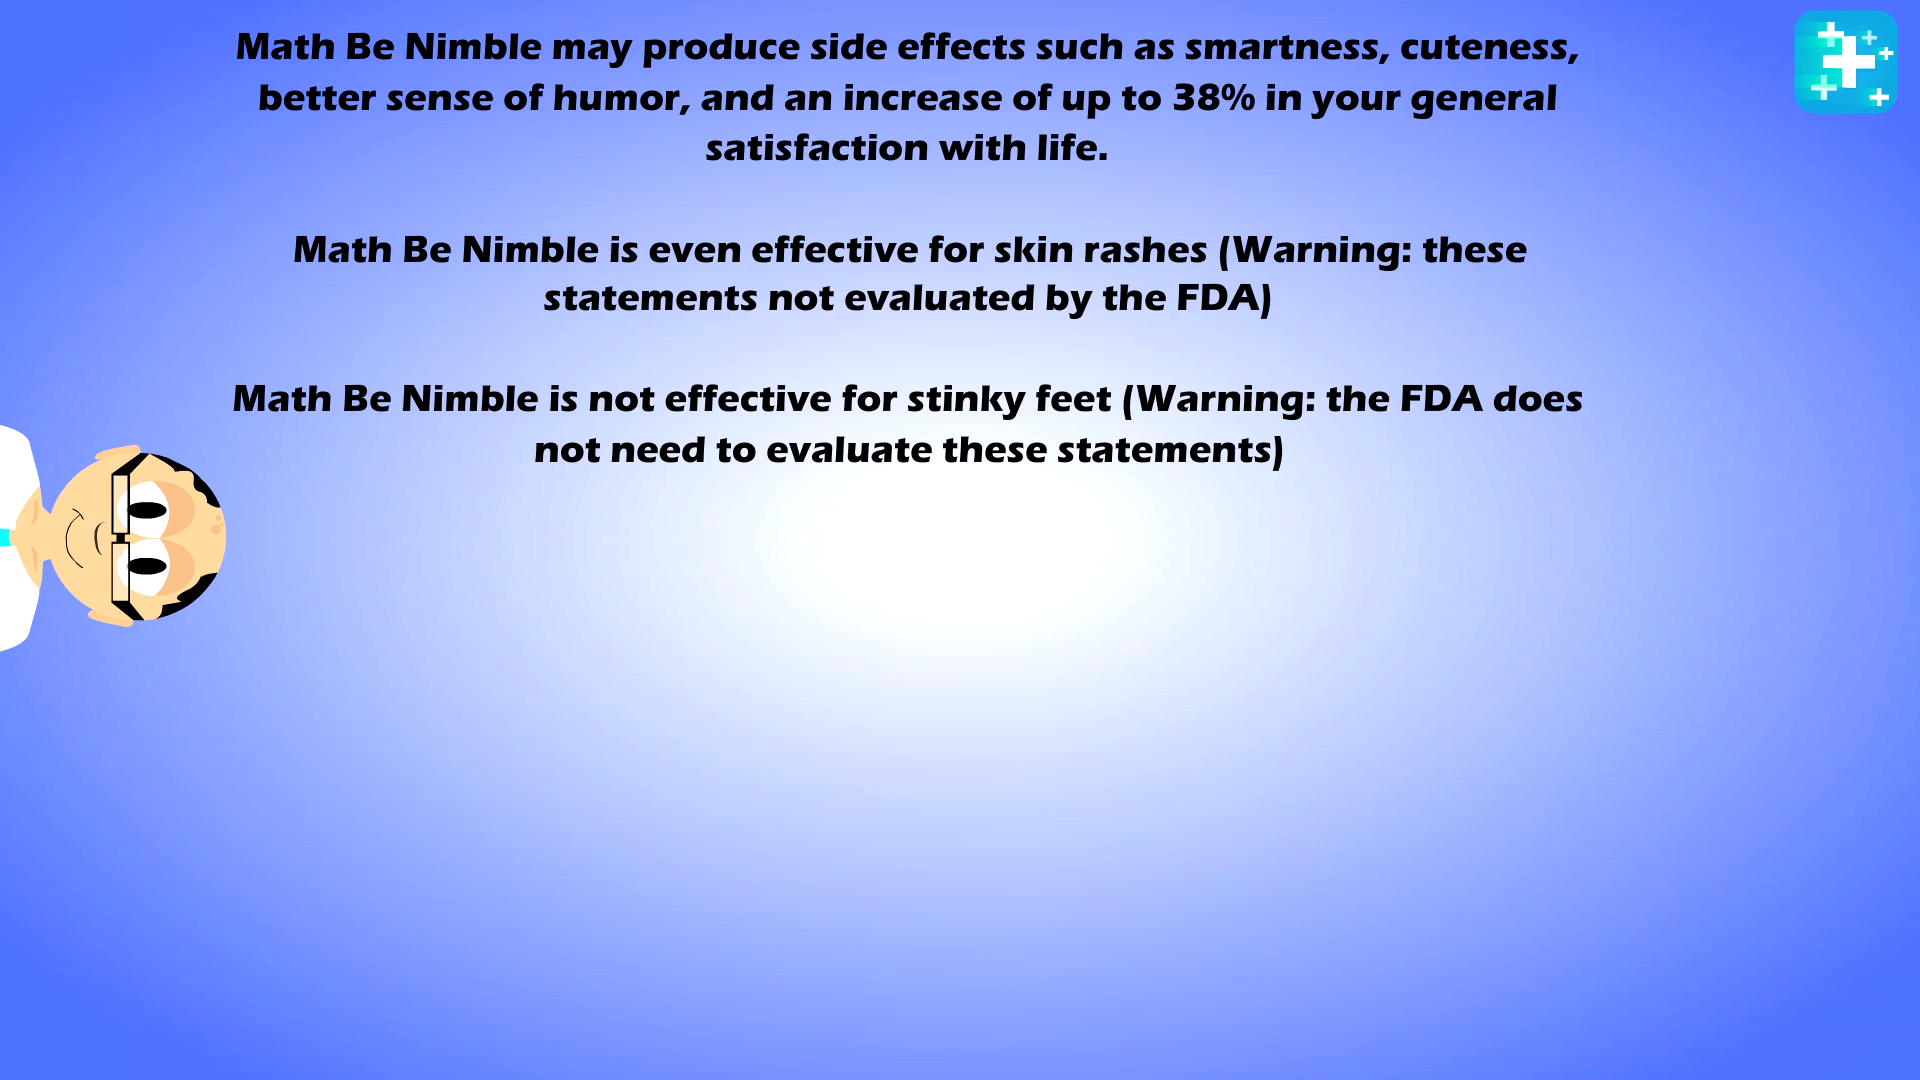 Math Be Nimble may produce side effects such as smartness, cuteness,
better sense of humor, and an increase of up to 38% in your general
satisfaction with life.
Math Be Nimble is even effective for skin rashes (Warning: these
statements not evaluated by the FDA)
Math Be Nimble is not effective for stinky feet (Warning: the FDA does
not need to evaluate these statements)